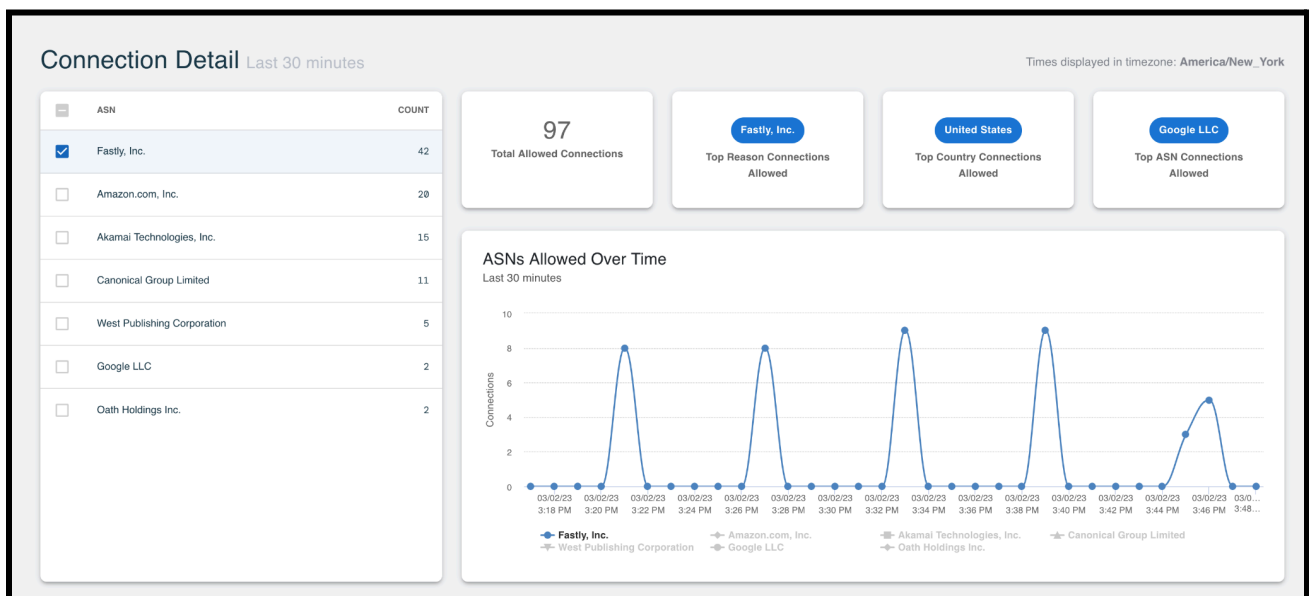 Connection Detail Last 30 minutes
Times displayed in timezone: America/New_York
ASN COUNT
Fastly, Inc. 42
Amazon.com, Inc. 20
Akamai Technologies, Inc. 15
Canonical Group Limited 11
West Publishing Corporation 5
Google LLC 2
Oath Holdings Inc. 2
97
Total Allowed Connections
Fastly, Inc.
Top Reason Connections
Allowed
United States
Top Country Connections
Allowed
Google LLC
Top ASN Connections
Allowed
ASNs Allowed Over Time
Last 30 minutes
Connections
10
8
6
4
2
0
03/02/23 03/02/23 03/02/23 03/02/23 03/02/23 03/02/23 03/02/23 03/02/23 03/02/23 03/02/23 03/02/23 03/02/23 03/02/23 03/02/23 03/02/23 03/0...
3:18 PM 3:20 PM 3:22 PM 3:24 PM 3:26 PM 3:28 PM 3:30 PM 3:32 PM 3:34 PM 3:36 PM 3:38 PM 3:40 PM 3:42 PM 3:44 PM 3:46 PM 3:48...
Fastly, Inc. Amazon.com, Inc. Akamai Technologies, Inc. Canonical Group Limited
West Publishing Corporation Google LLC Oath Holdings Inc.